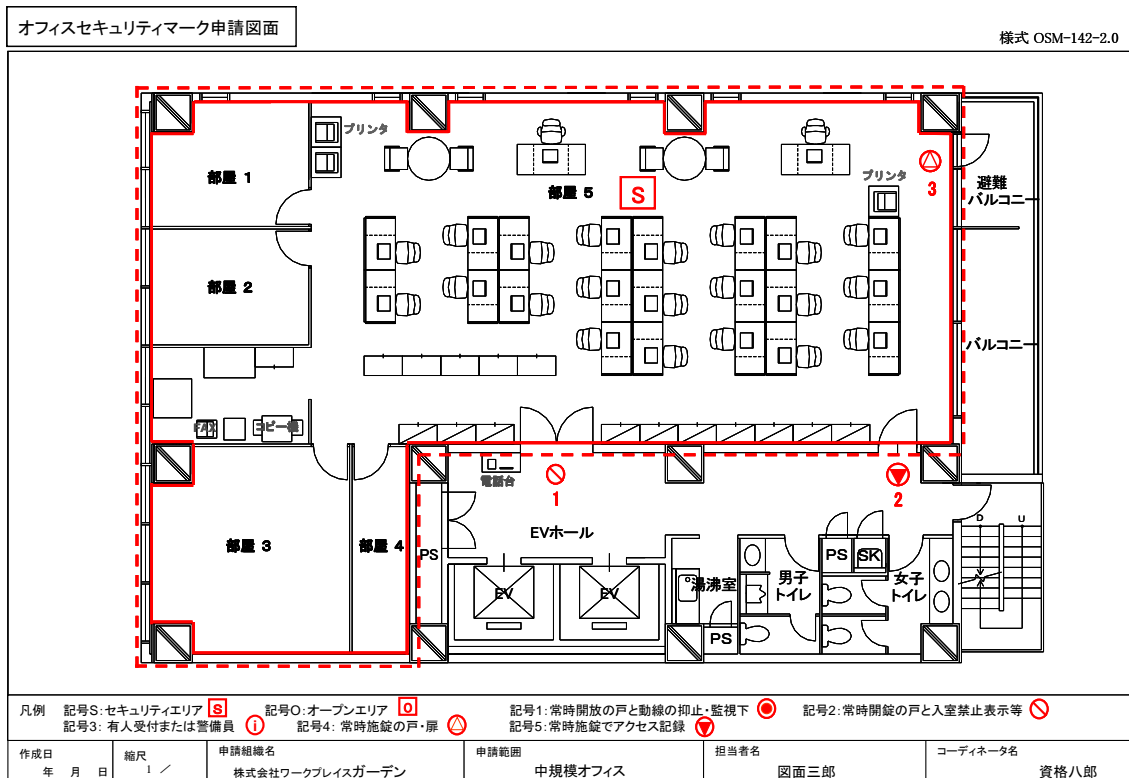 オフィスセキュリティマーク申請図面
様式 OSM-142-2.0
プリンタ
部屋 1
部屋 5
S
プリンタ
3
避難
バルコニー
部屋 2
バルコニー
FAX
コピー機
電話台
1
2
EVホール
部屋 3
部屋 4
PS
D
U
EV
EV
湯沸室
PS
男子
トイレ
PS
SK
女子
トイレ
凡例 記号S:セキュリティエリア S 記号O:オープンエリア O 記号1:常時開放の戸と動線の抑止・監視下 記号2:常時開錠の戸と入室禁止表示等
記号3: 有人受付または警備員 i 記号4: 常時施錠の戸・扉 記号5:常時施錠でアクセス記録
作成日 縮尺 申請組織名 申請範囲 担当者名 コーディネータ名
年 月 日 1 / 株式会社ワークプレイスガーデン 中規模オフィス 図面三郎 資格八郎